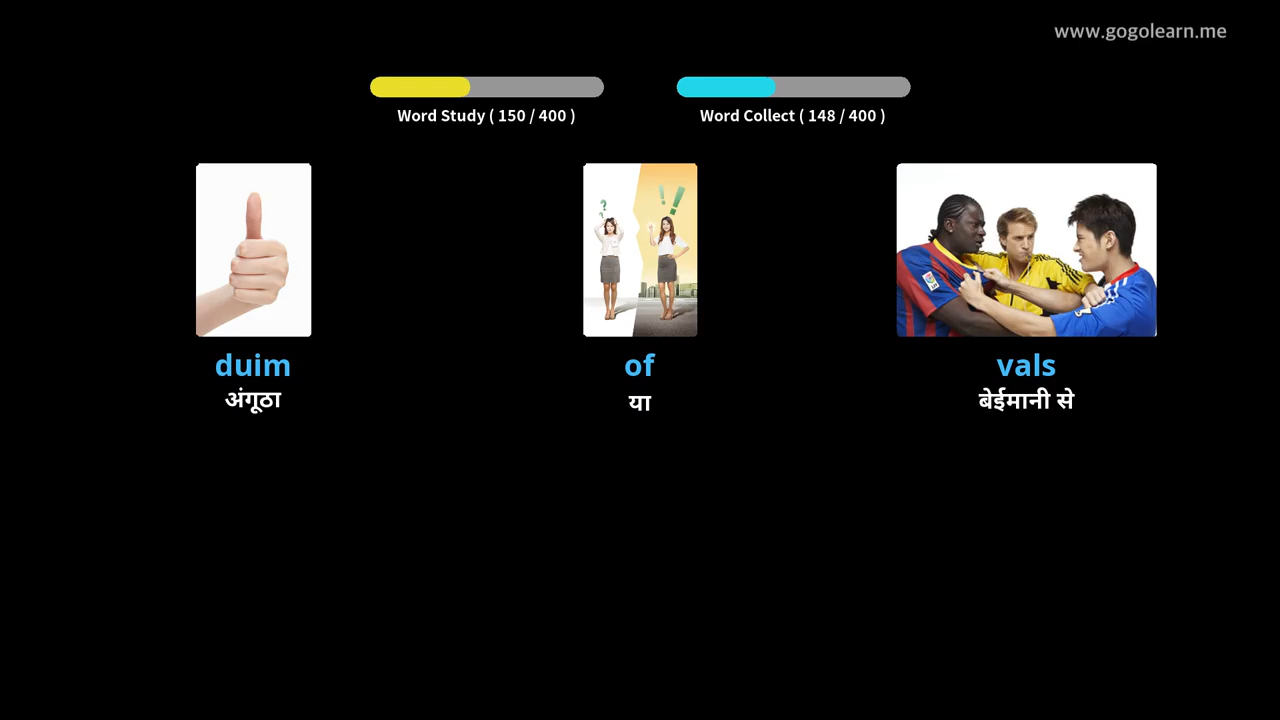 www.gogolearn.me
Word Study ( 150 / 400 )
Word Collect ( 148 / 400 )
duim
अंगूठा
of
या
vals
बेईमानी से